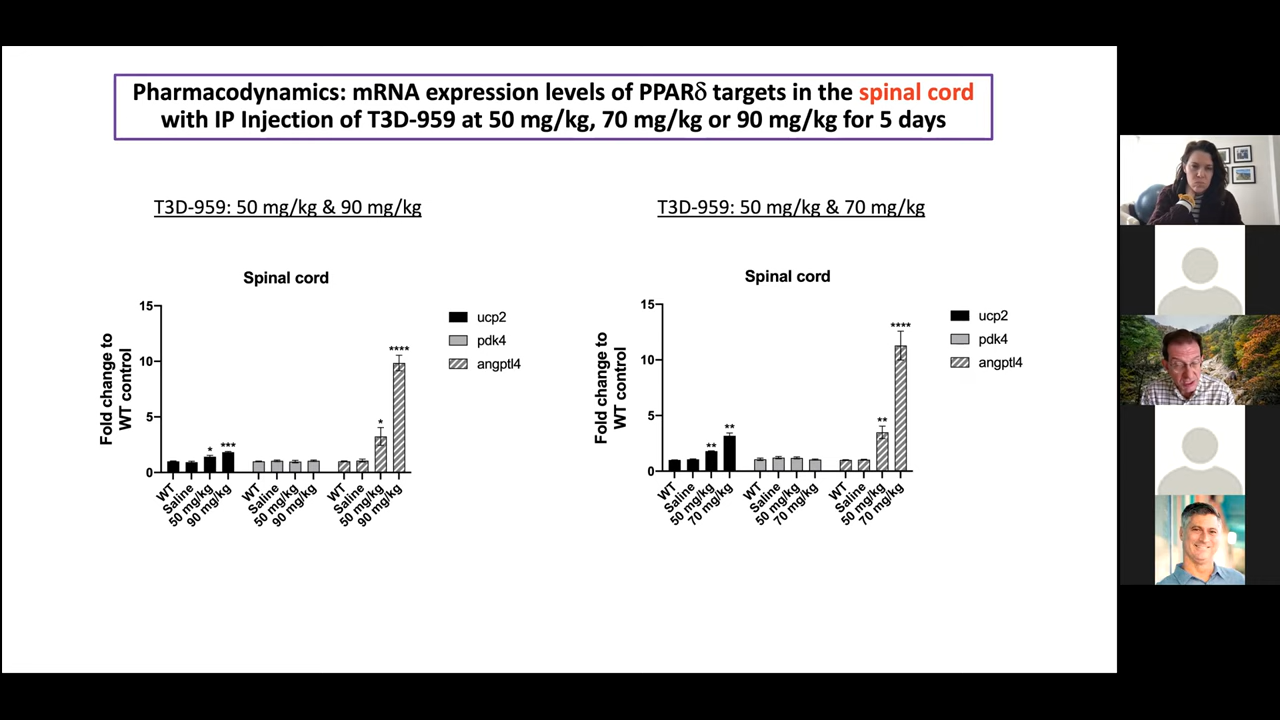 Pharmacodynamics: mRNA expression levels of PPARδ targets in the spinal cord
with IP Injection of T3D-959 at 50 mg/kg, 70 mg/kg or 90 mg/kg for 5 days
T3D-959: 50 mg/kg & 90 mg/kg
Spinal cord
Fold change to
WT control
15
10
5
0
*
***
*
****
WT
Saline
50 mg/kg
90 mg/kg
WT
Saline
50 mg/kg
90 mg/kg
WT
Saline
50 mg/kg
90 mg/kg
ucp2
pdk4
angptl4
T3D-959: 50 mg/kg & 70 mg/kg
Spinal cord
Fold change to
WT control
15
10
5
0
**
**
**
****
WT
Saline
50 mg/kg
70 mg/kg
WT
Saline
50 mg/kg
70 mg/kg
WT
Saline
50 mg/kg
70 mg/kg
ucp2
pdk4
angptl4